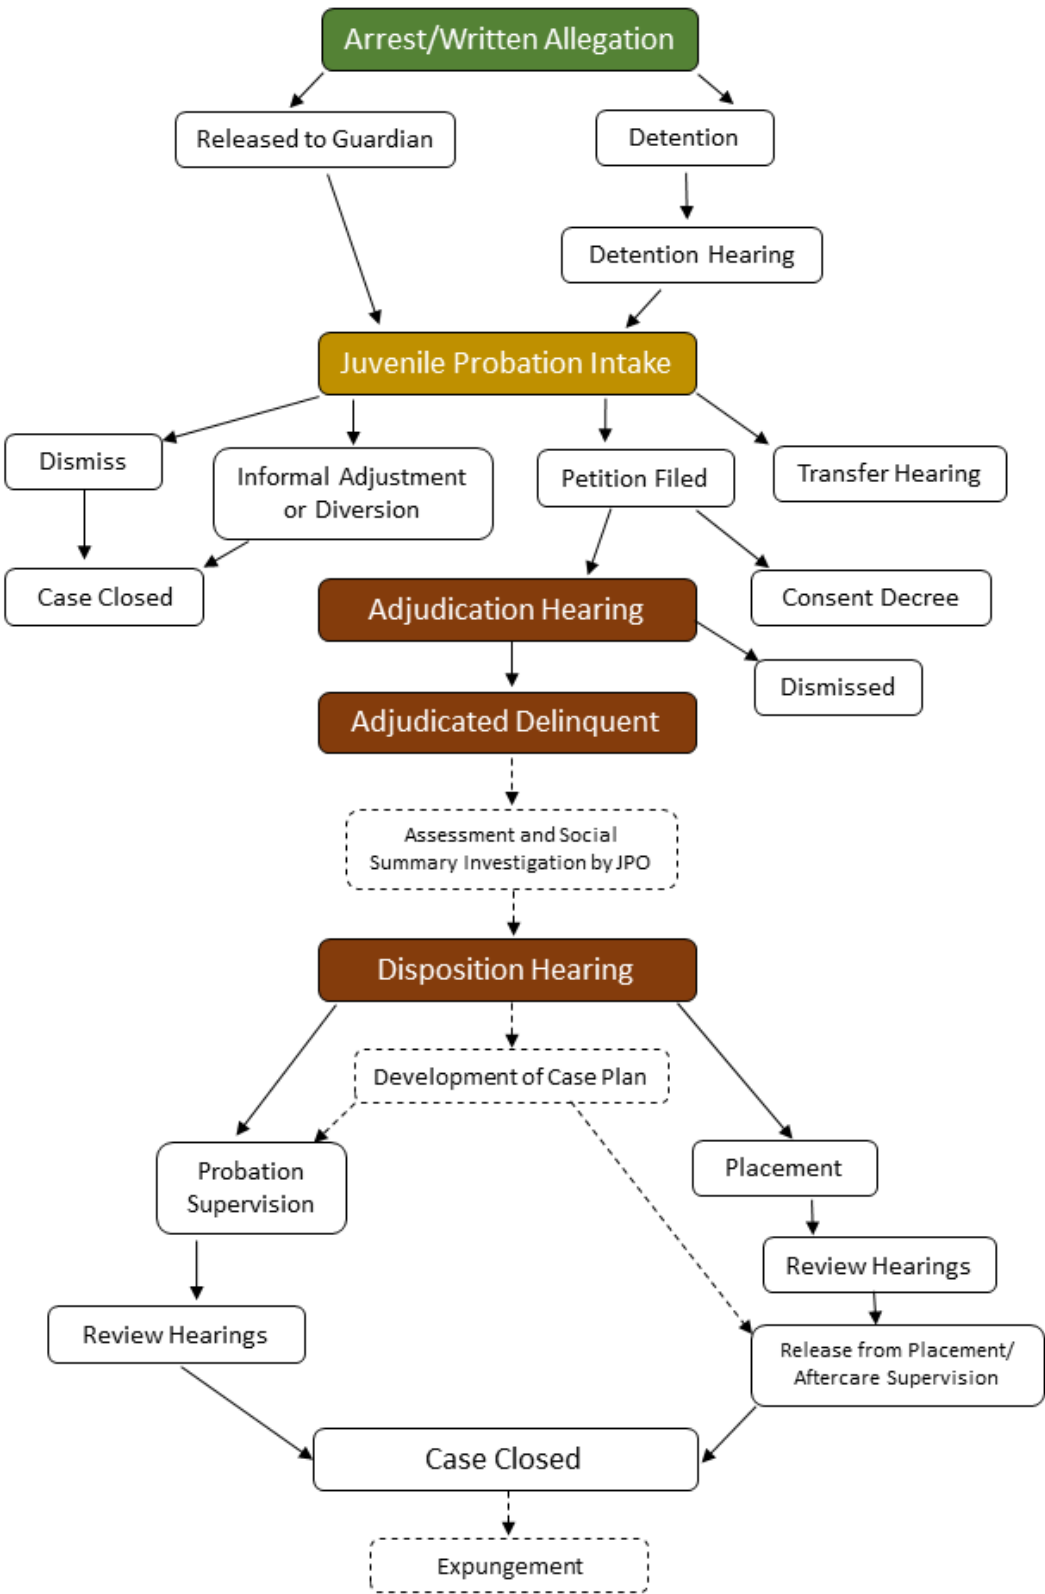 Arrest/Written Allegation
Released to Guardian
Detention
Detention Hearing
Juvenile Probation Intake
Dismiss
Informal Adjustment
or Diversion
Petition Filed
Transfer Hearing
Case Closed
Adjudication Hearing
Consent Decree
Dismissed
Adjudicated Delinquent
Assessment and Social
Summary Investigation by JPO
Disposition Hearing
Development of Case Plan
Probation
Supervision
Placement
Review Hearings
Review Hearings
Release from Placement/
Aftercare Supervision
Case Closed
Expungement